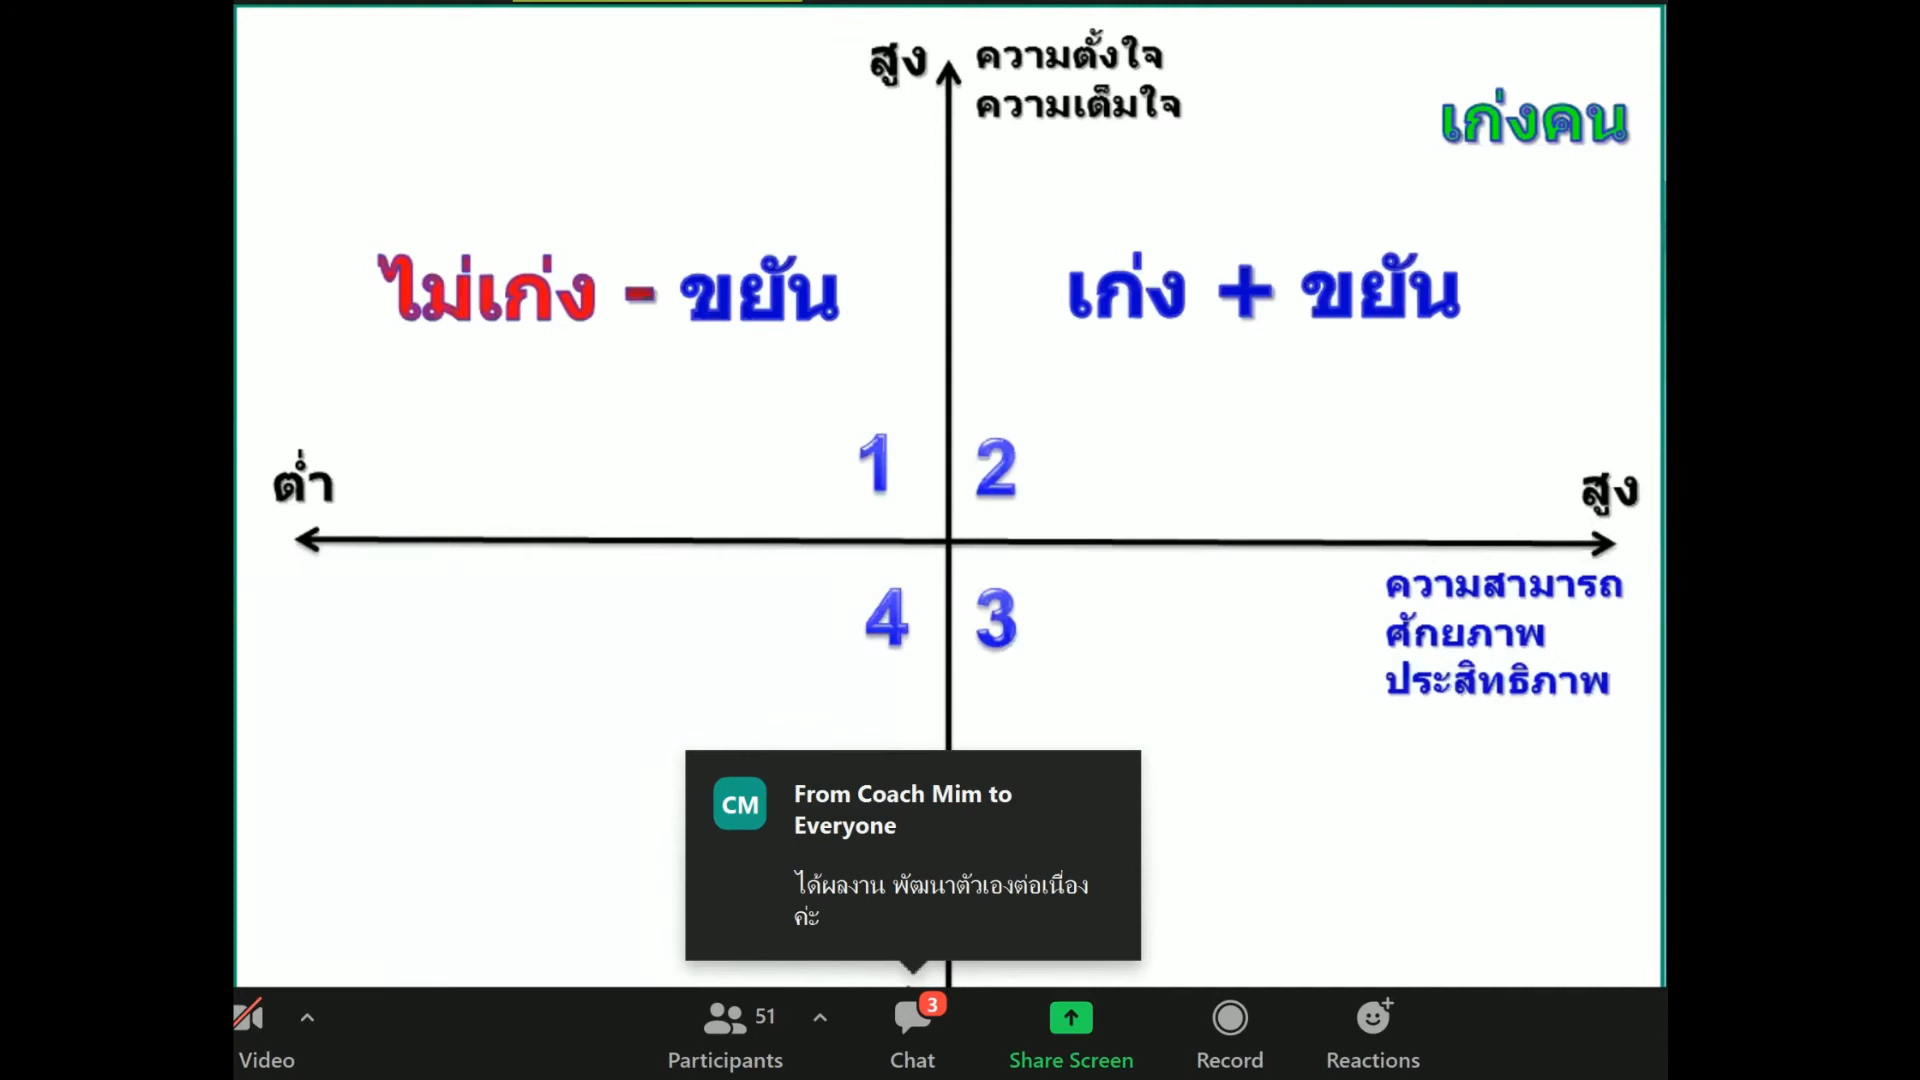 สูง
ความตั้งใจ
ความเต็มใจ
เก่งคน
ไม่เก่ง - ขยัน
เก่ง + ขยัน
1
2
ต่ำ
สูง
4
3
ความสามารถ
ศักยภาพ
ประสิทธิภาพ
CM
From Coach Mim to
Everyone
ได้ผลงาน พัฒนาตัวเองต่อเนื่อง
ค่ะ
51
3
Video
Participants
Chat
Share Screen
Record
Reactions